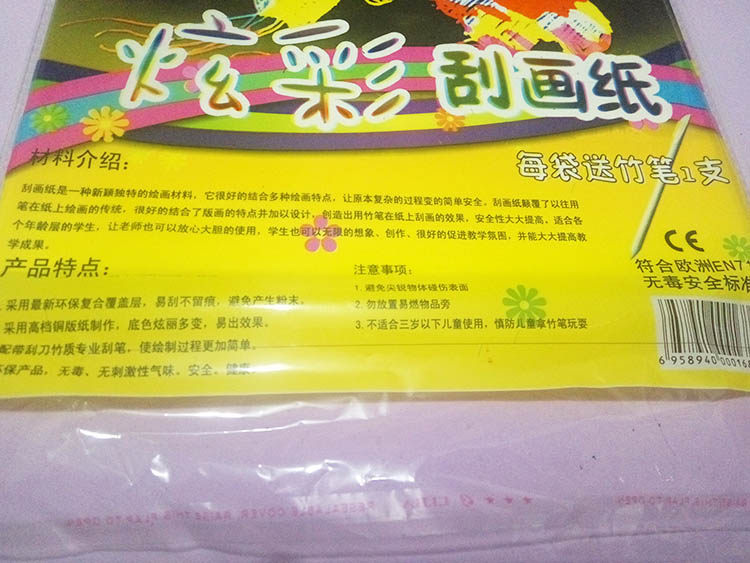 炫彩刮画纸
每袋送竹笔1支
材料介绍：
刮画纸是一种新颖独特的绘画材料，它很好的结合多种绘画特点，让原本复杂的过程变的简单安全。刮画纸颠覆了以往用
笔在纸上绘画的传统，很好的结合了版画的特点并加以设计，创造出用竹笔在纸上刮画的效果，安全性大大提高，适合各
个年龄层的学生，让老师也可以放心大胆的使用，学生也可以无限的想象、创作、很好的促进教学氛围，并能大大提高教
学成果。
CE
符合欧洲EN71
无毒安全标准
产品特点：
采用最新环保复合覆盖层，易刮不留痕，避免产生粉末。
采用高档铜版纸制作，底色炫丽多变，易出效果。
配带刮刀竹质专业刮笔，使绘制过程更加简单。
环保产品，无毒、无刺激性气味。安全、健康
注意事项：
1. 避免尖锐物体碰伤表面
2. 勿放置易燃物品旁
3. 不适合三岁以下儿童使用，慎防儿童拿竹笔玩耍
6 958940 000168
RESEALABLE COVER RAISE THIS FLAP TO OPEN
RAISE THIS FLAP TO OPEN